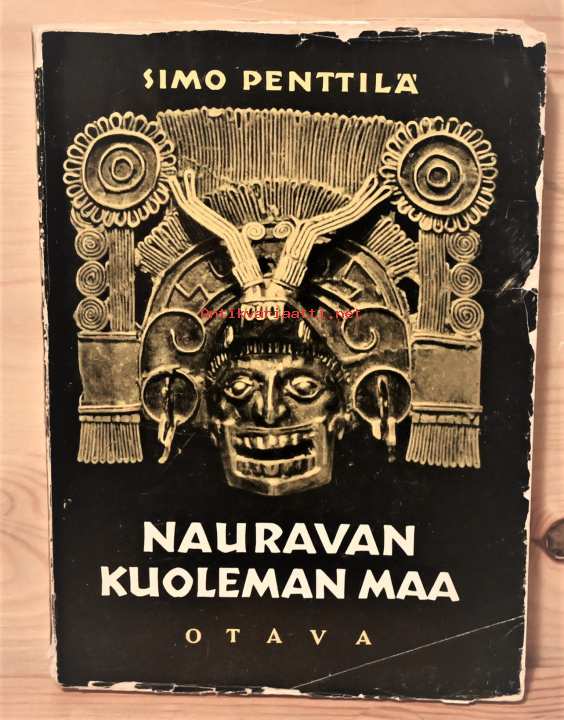 SIMO PENTTILÄ
Antikvariaatti.net
NAURAVAN
KUOLEMAN MAA
OTAVA